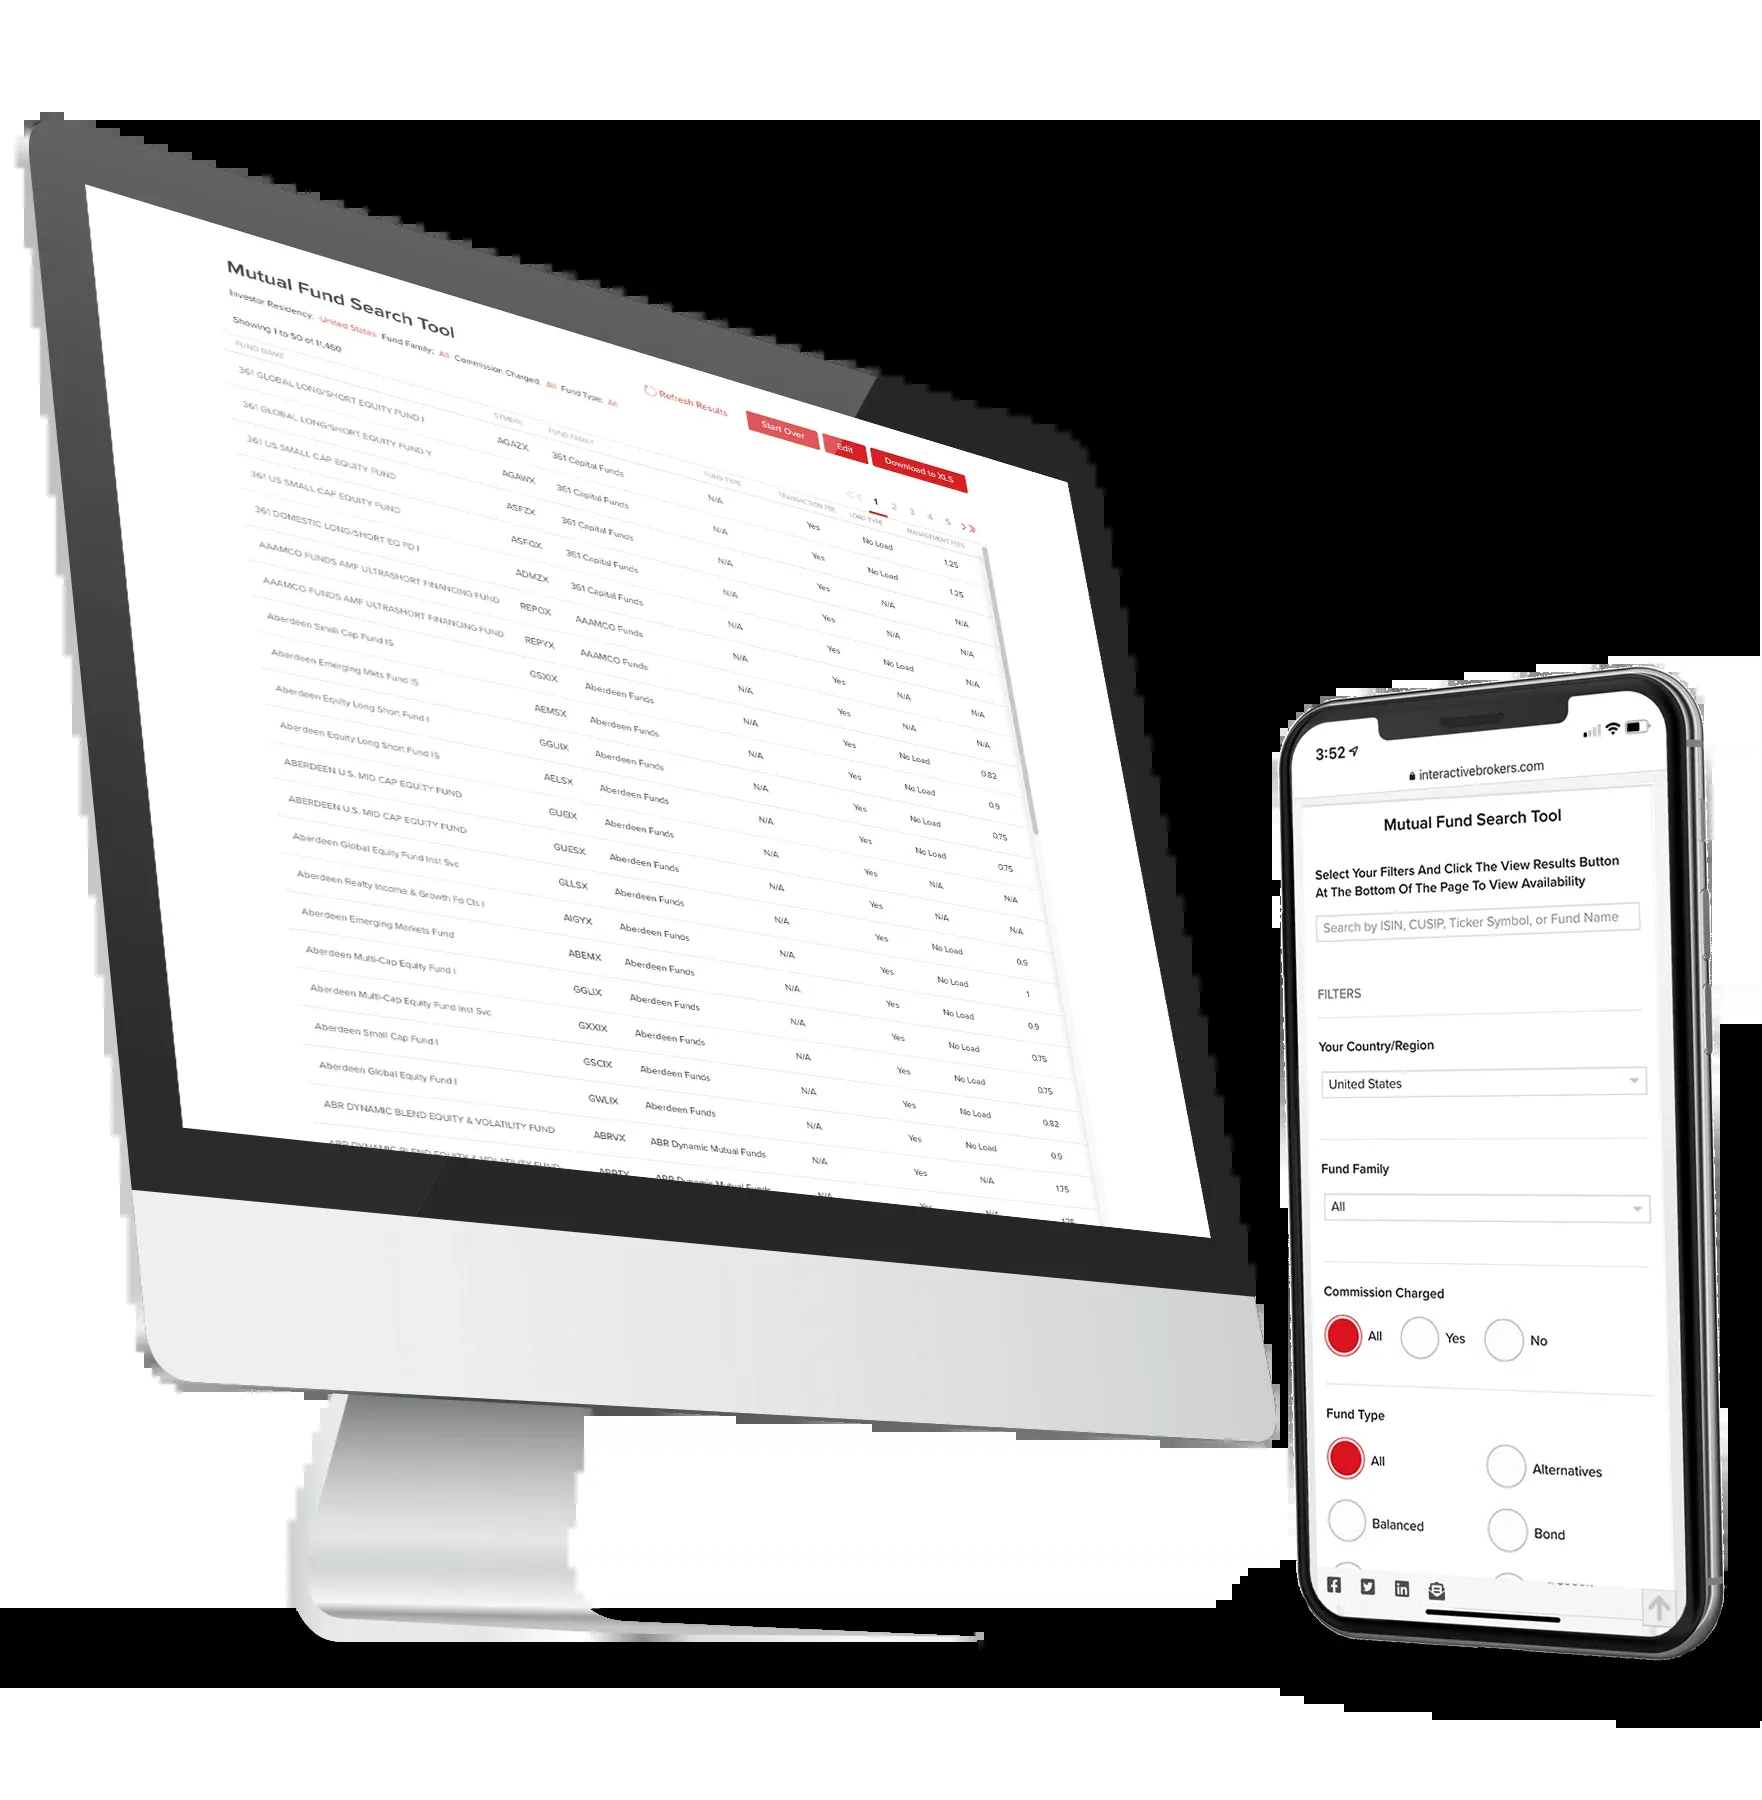 Mutual Fund Search Tool
Investor Residency: United States Fund Family: All Commission Charged: All Fund Type: All
Showing 1 to 50 of 11,460
Refresh Results
Start Over
Edit
Download to XLS
1 2 3 4 5
FUND NAME SYMBOL FUND FAMILY FUND TYPE TRANSACTION FEE LOAD TYPE MANAGEMENT FEES
361 GLOBAL LONG/SHORT EQUITY FUND I AGAZX 361 Capital Funds N/A Yes No Load 1.25
361 GLOBAL LONG/SHORT EQUITY FUND Y AGAWX 361 Capital Funds N/A Yes No Load 1.25
361 US SMALL CAP EQUITY FUND ASFZX 361 Capital Funds N/A Yes N/A N/A
361 US SMALL CAP EQUITY FUND ASFQX 361 Capital Funds N/A Yes N/A N/A
361 DOMESTIC LONG/SHORT EQ FD I ADMZX 361 Capital Funds N/A Yes No Load N/A
AAAMCO FUNDS AMF ULTRASHORT FINANCING FUND REPOX AAAMCO Funds N/A Yes N/A N/A
AAAMCO FUNDS AMF ULTRASHORT FINANCING FUND REPYX AAAMCO Funds N/A Yes N/A N/A
Aberdeen Small Cap Fund IS GSXIX Aberdeen Funds N/A Yes No Load 0.82
Aberdeen Emerging Mkts Fund IS AEMSX Aberdeen Funds N/A Yes No Load 0.9
Aberdeen Equity Long Short Fund I GGUIX Aberdeen Funds N/A Yes No Load 0.75
Aberdeen Equity Long Short Fund IS AELSX Aberdeen Funds N/A Yes No Load 0.75
ABERDEEN U.S. MID CAP EQUITY FUND GUEIX Aberdeen Funds N/A Yes N/A N/A
ABERDEEN U.S. MID CAP EQUITY FUND GUESX Aberdeen Funds N/A Yes N/A N/A
Aberdeen Global Equity Fund Inst Svc GLLSX Aberdeen Funds N/A Yes No Load 0.9
Aberdeen Realty Income & Growth Fd Cls I AIGYX Aberdeen Funds N/A Yes No Load 1
Aberdeen Emerging Markets Fund ABEMX Aberdeen Funds N/A Yes No Load 0.9
Aberdeen Multi-Cap Equity Fund I GGLIX Aberdeen Funds N/A Yes No Load 0.75
Aberdeen Multi-Cap Equity Fund Inst Svc GXXIX Aberdeen Funds N/A Yes No Load 0.75
Aberdeen Small Cap Fund I GSCIX Aberdeen Funds N/A Yes No Load 0.82
Aberdeen Global Equity Fund I GWLIX Aberdeen Funds N/A Yes No Load 0.9
ABR DYNAMIC BLEND EQUITY & VOLATILITY FUND ABRVX ABR Dynamic Mutual Funds N/A Yes N/A 1.75
ABR DYNAMIC BLEND EQUITY & VOLATILITY FUND ABR Dynamic Mutual Funds N/A Yes N/A
3:52
interactivebrokers.com
Mutual Fund Search Tool
Select Your Filters And Click The View Results Button
At The Bottom Of The Page To View Availability
Search by ISIN, CUSIP, Ticker Symbol, or Fund Name
FILTERS
Your Country/Region
United States
Fund Family
All
Commission Charged
All Yes No
Fund Type
All Alternatives
Balanced Bond